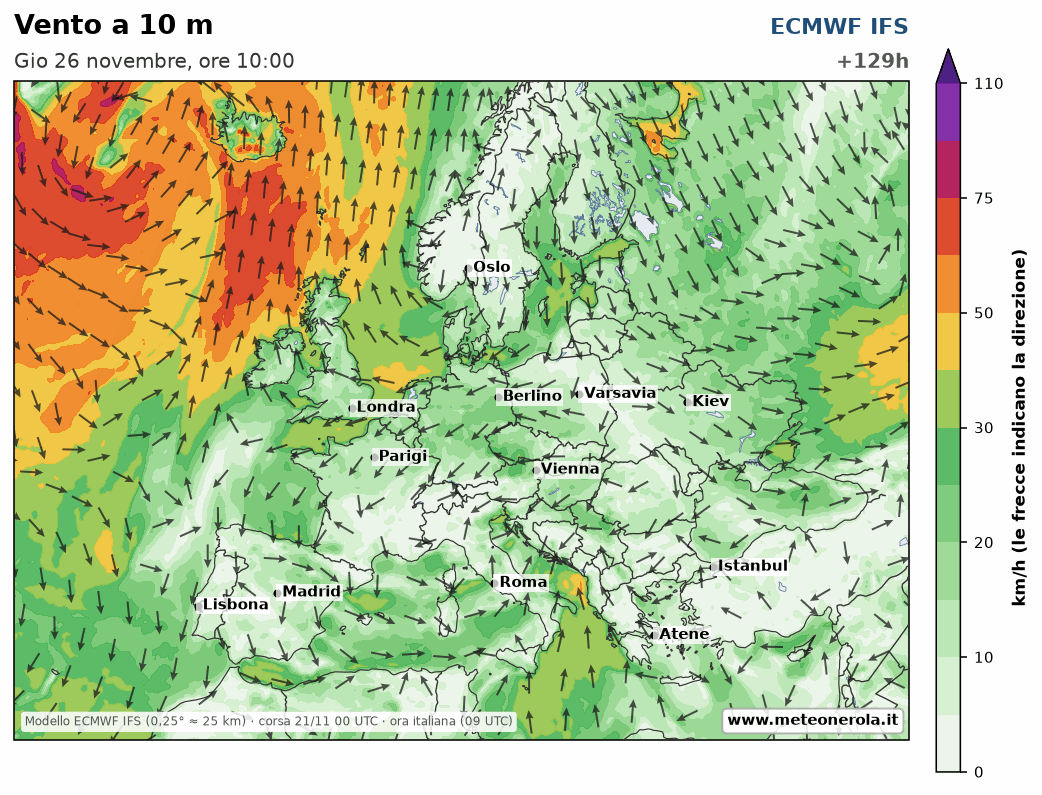 Vento a 10 m
ECMWF IFS
Gio 26 novembre, ore 10:00
+129h
110
75
50
30
20
10
0
km/h (le frecce indicano la direzione)
Oslo
Londra
Berlino
Varsavia
Kiev
Parigi
Vienna
Istanbul
Roma
Madrid
Lisbona
Atene
Modello ECMWF IFS (0,25° ≈ 25 km) · corsa 21/11 00 UTC · ora italiana (09 UTC)
www.meteonerola.it